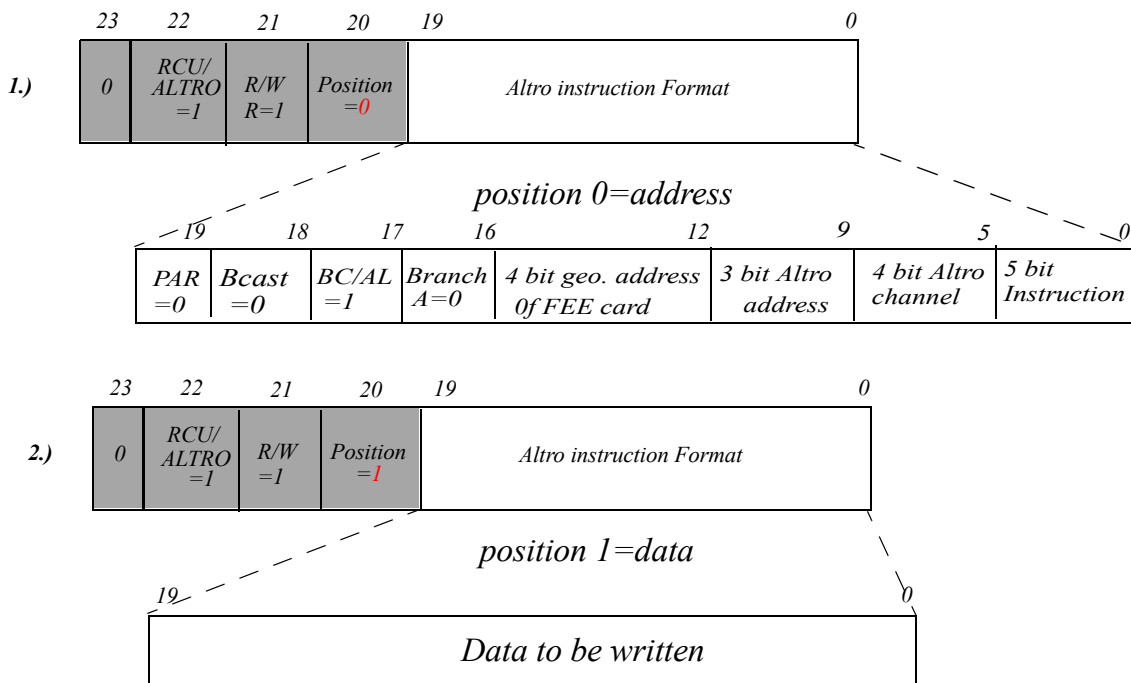 23 22 21 20 19 0
1.)
0
RCU/
ALTRO
=1
R/W
R=1
Position
=0
Altro instruction Format
position 0=address
19 18 17 16 12 9 5 0
PAR
=0
Bcast
=0
BC/AL
=1
Branch
A=0
4 bit geo. address
0f FEE card
3 bit Altro
address
4 bit Altro
channel
5 bit
Instruction
23 22 21 20 19 0
2.)
0
RCU/
ALTRO
=1
R/W
=1
Position
=1
Altro instruction Format
position 1=data
19 0
Data to be written